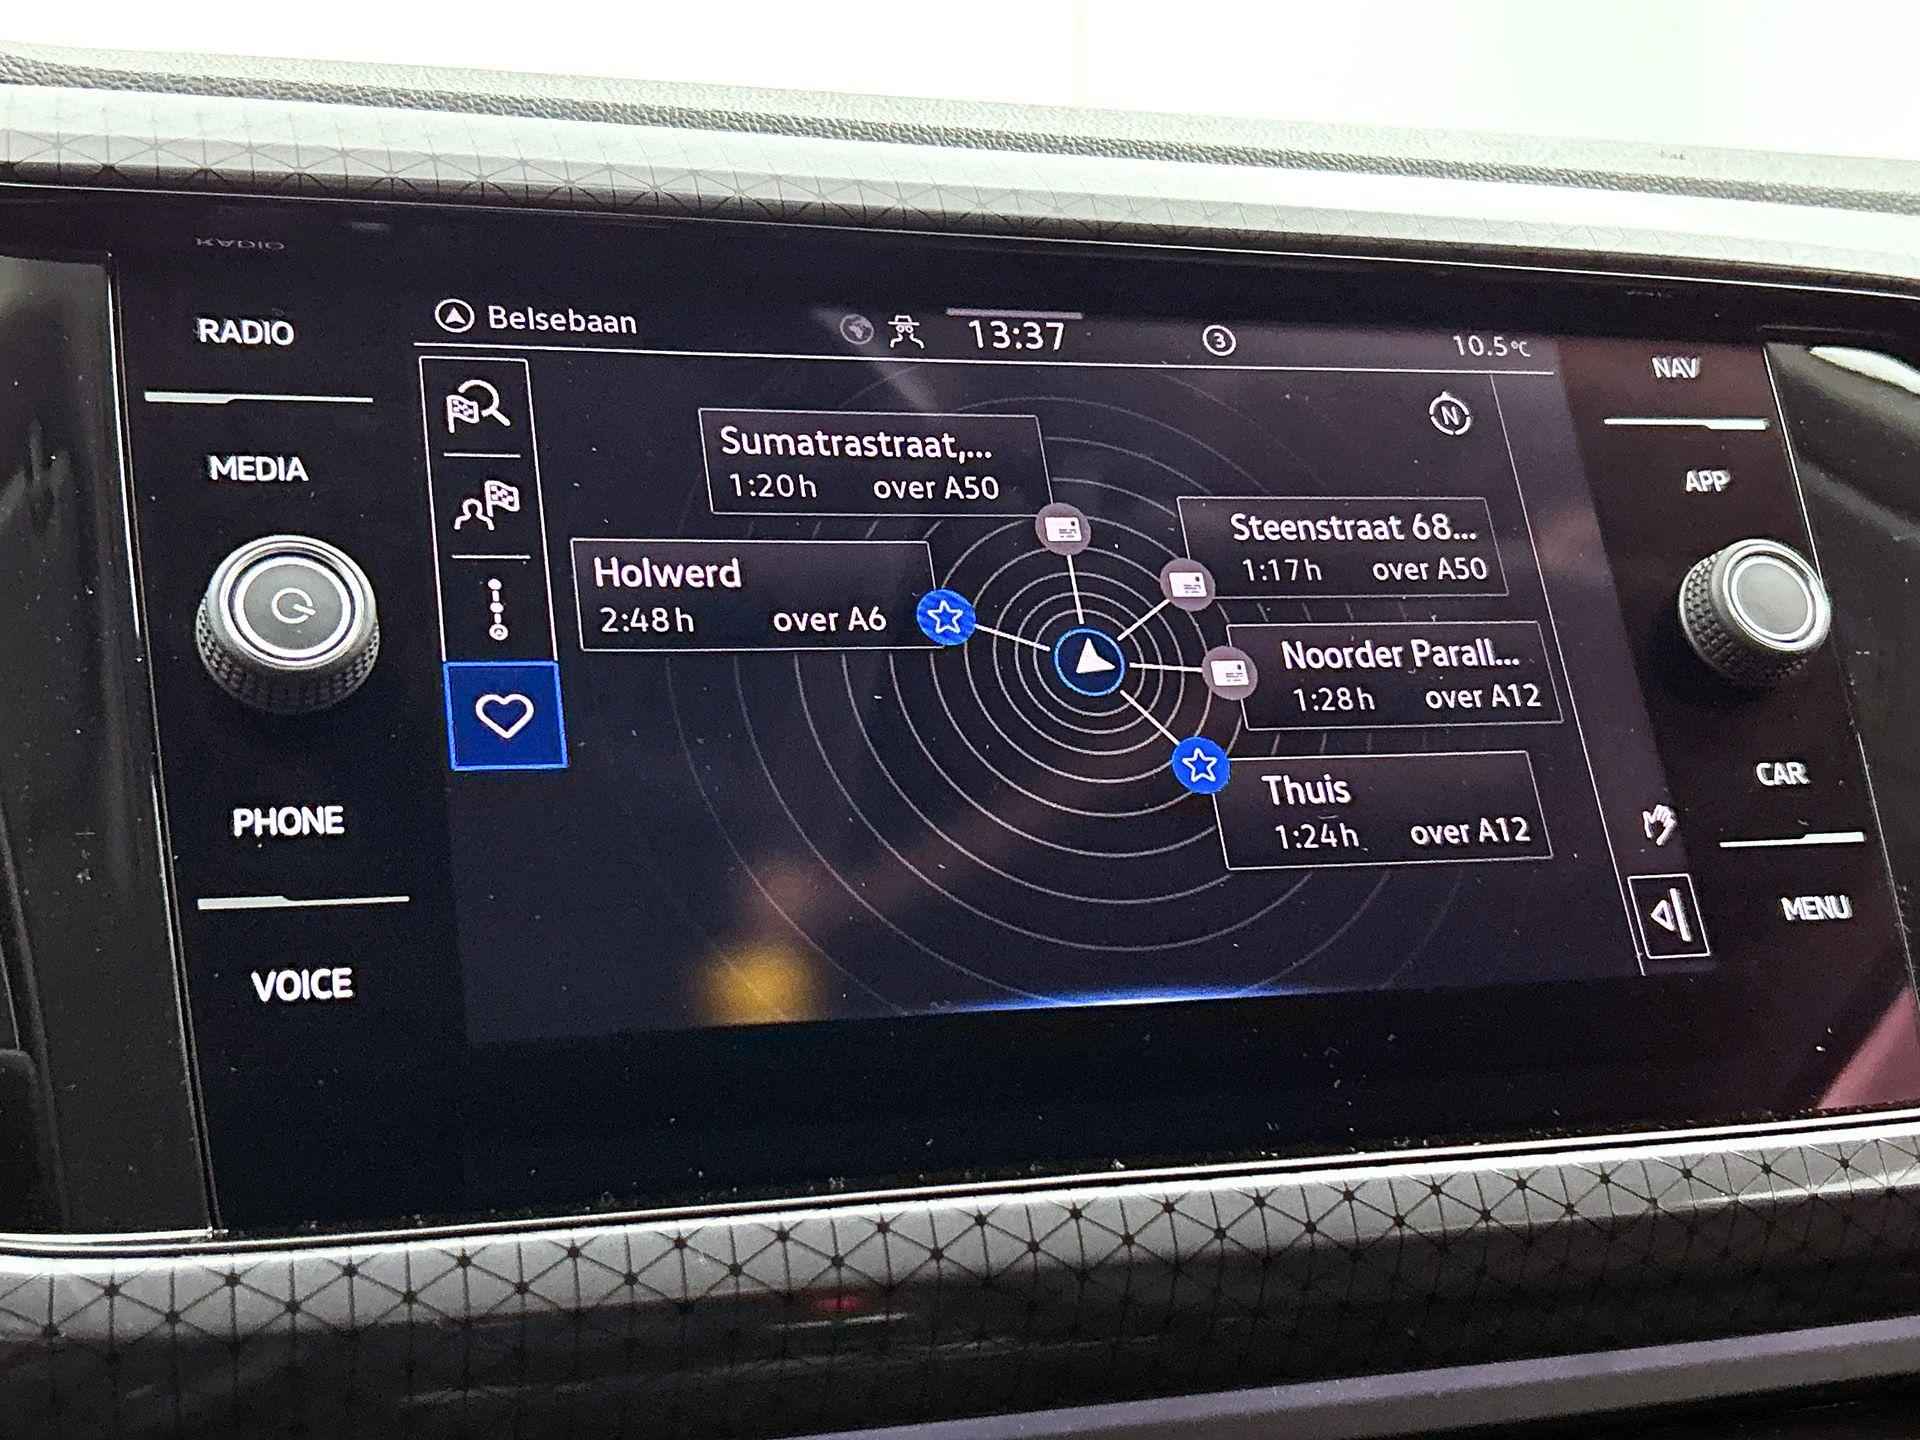 RADIO
MEDIA
PHONE
VOICE
Belsebaan
13:37
3
10.5°C
N
Sumatrastraat,...
1:20h over A50
Steenstraat 68...
1:17h over A50
Holwerd
2:48h over A6
Noorder Parall...
1:28h over A12
Thuis
1:24h over A12
NAV
APP
CAR
MENU